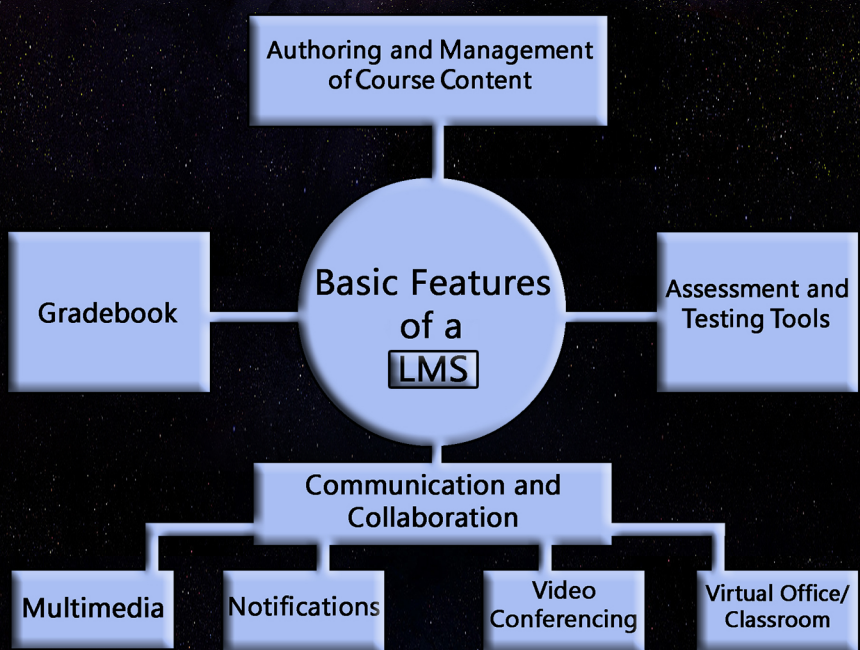 Authoring and Management
of Course Content
Gradebook
Basic Features
of a
LMS
Assessment and
Testing Tools
Communication and
Collaboration
Multimedia
Notifications
Video
Conferencing
Virtual Office/
Classroom